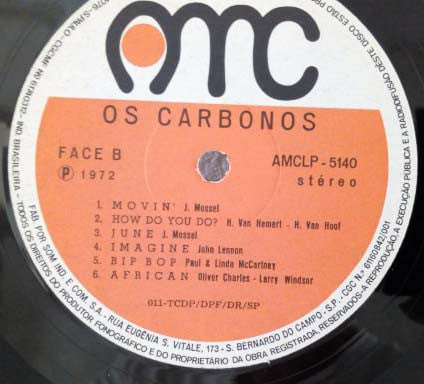 AMC
OS CARBONOS
FACE B
AMCLP - 5140
Ⓟ 1972
stéreo
1. MOVIN' J. Mossel
2. HOW DO YOU DO? H. Van Hemert - H. Van Hoof
3. JUNE J. Mossel
4. IMAGINE John Lennon
5. BIP BOP Paul & Linda McCartney
6. AFRICAN Oliver Charles - Larry Windsor
011-TCDP/DPF/DR/SP
FAB. POR SOM IND. E COM. S.A. - RUA EUGÊNIA S. VITALE, 173 - S. BERNARDO DO CAMPO - S.P. - CGC N.º 61160842/001
S. PAULO - CGCMF
IND. BRASILEIRA - TODOS OS DIREITOS DO PRODUTOR FONOGRÁFICO E DO PROPRIETÁRIO DA OBRA REGISTRADA, RESERVADOS - A REPRODUÇÃO, A EXECUÇÃO PÚBLICA E A RADIODIFUSÃO DESTE DISCO ESTÃO